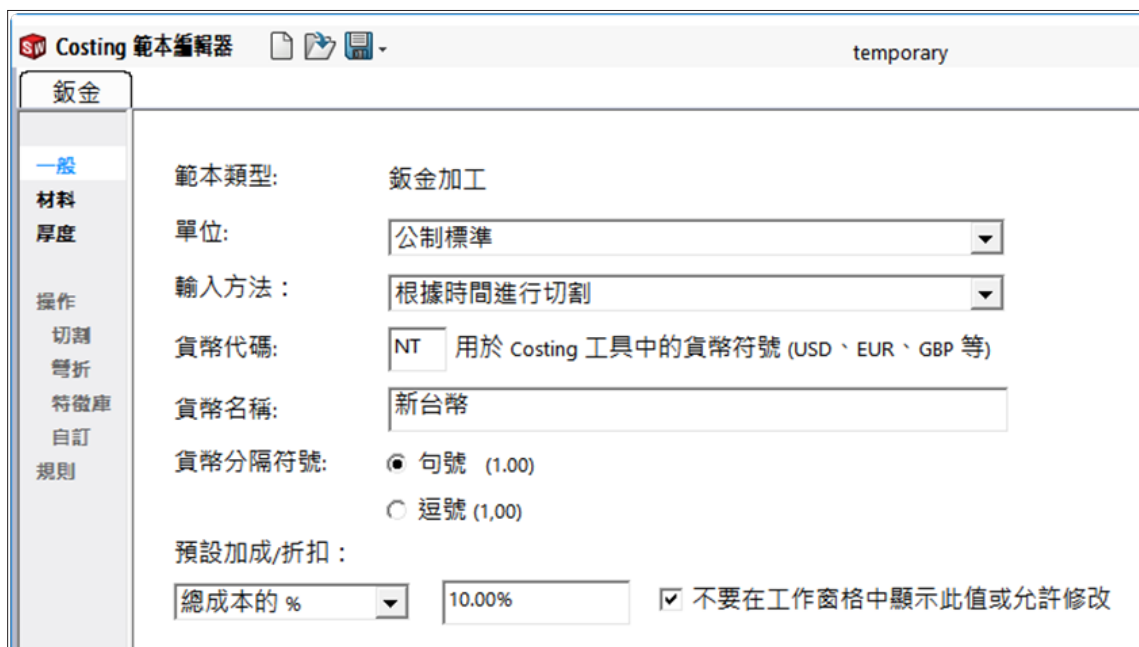 SW Costing 範本編輯器
temporary
鈑金
一般
材料
厚度
操作
切割
彎折
特徵庫
自訂
規則
範本類型: 鈑金加工
單位: 公制標準
輸入方法： 根據時間進行切割
貨幣代碼: NT 用於 Costing 工具中的貨幣符號 (USD、EUR、GBP 等)
貨幣名稱: 新台幣
貨幣分隔符號: 句號 (1.00)
逗號 (1,00)
預設加成/折扣：
總成本的 % 10.00% 不要在工作窗格中顯示此值或允許修改